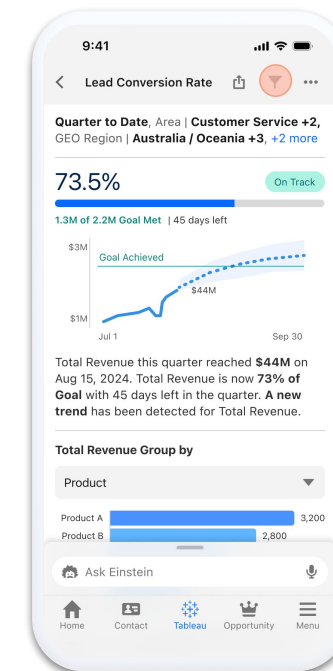 9:41
Lead Conversion Rate
Quarter to Date, Area | Customer Service +2,
GEO Region | Australia / Oceania +3, +2 more
73.5%
On Track
1.3M of 2.2M Goal Met | 45 days left
$3M
Goal Achieved
$44M
$1M
Jul 1
Sep 30
Total Revenue this quarter reached $44M on
Aug 15, 2024. Total Revenue is now 73% of
Goal with 45 days left in the quarter. A new
trend has been detected for Total Revenue.
Total Revenue Group by
Product
Product A
3,200
Product B
2,800
Ask Einstein
Home
Contact
Tableau
Opportunity
Menu